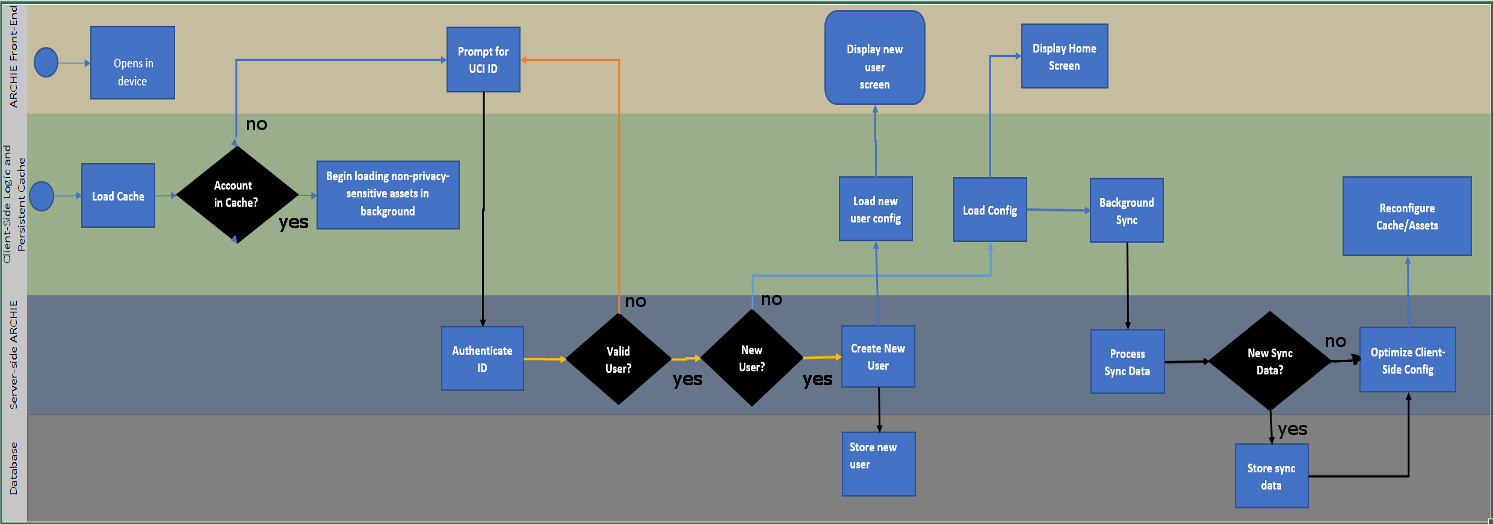 ARCHIE Front-End
Opens in
device
Prompt for
UCI ID
Display new
user
screen
Display Home
Screen
Client-Side Logic and
Persistent Cache
Load Cache
Account
in Cache?
no
yes
Begin loading non-privacy-
sensitive assets in
background
Load new
user config
Load Config
Background
Sync
Reconfigure
Cache/Assets
Server-side ARCHIE
Authenticate
ID
Valid
User?
no
yes
New
User?
no
yes
Create New
User
Process
Sync Data
New Sync
Data?
no
yes
Optimize Client-
Side Config
Database
Store new
user
Store sync
data